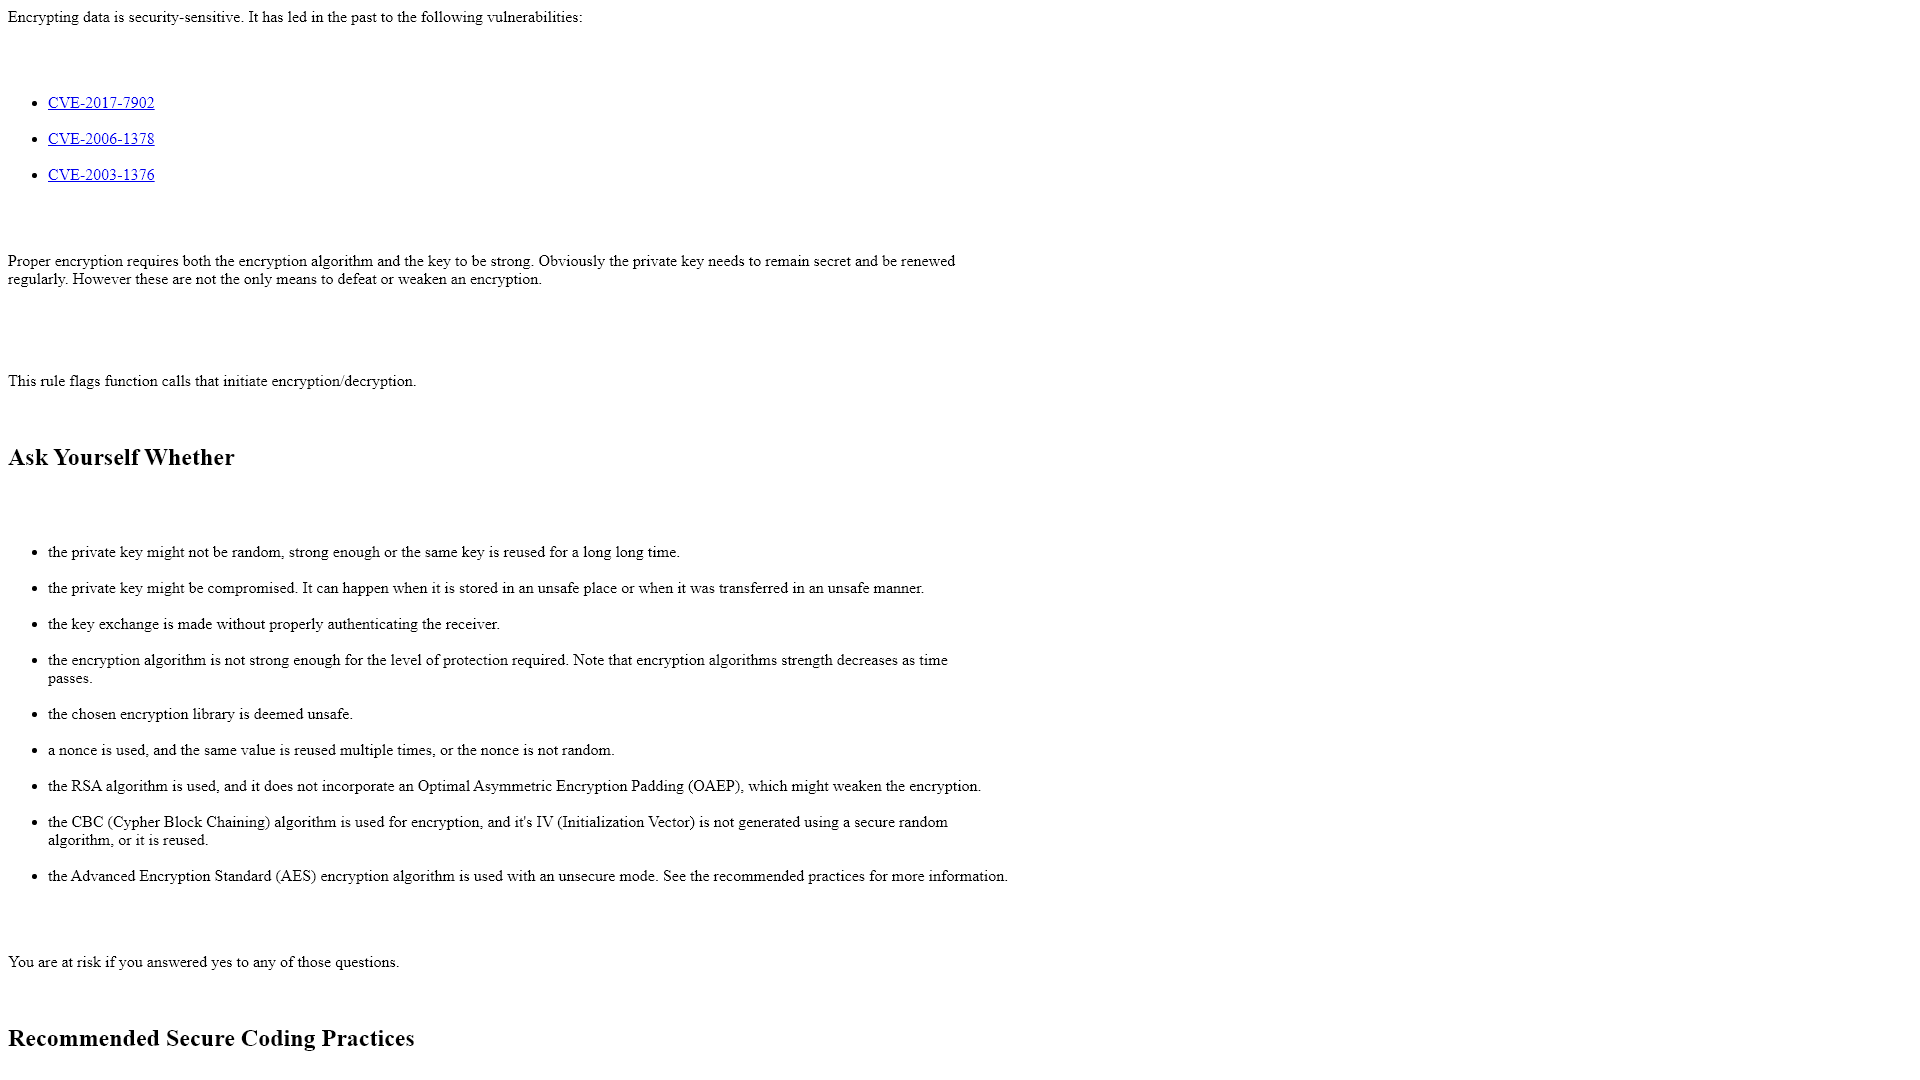 Encrypting data is security-sensitive. It has led in the past to the following vulnerabilities:
CVE-2017-7902
CVE-2006-1378
CVE-2003-1376
Proper encryption requires both the encryption algorithm and the key to be strong. Obviously the private key needs to remain secret and be renewed
regularly. However these are not the only means to defeat or weaken an encryption.
This rule flags function calls that initiate encryption/decryption.
Ask Yourself Whether
the private key might not be random, strong enough or the same key is reused for a long long time.
the private key might be compromised. It can happen when it is stored in an unsafe place or when it was transferred in an unsafe manner.
the key exchange is made without properly authenticating the receiver.
the encryption algorithm is not strong enough for the level of protection required. Note that encryption algorithms strength decreases as time
passes.
the chosen encryption library is deemed unsafe.
a nonce is used, and the same value is reused multiple times, or the nonce is not random.
the RSA algorithm is used, and it does not incorporate an Optimal Asymmetric Encryption Padding (OAEP), which might weaken the encryption.
the CBC (Cypher Block Chaining) algorithm is used for encryption, and it's IV (Initialization Vector) is not generated using a secure random
algorithm, or it is reused.
the Advanced Encryption Standard (AES) encryption algorithm is used with an unsecure mode. See the recommended practices for more information.
You are at risk if you answered yes to any of those questions.
Recommended Secure Coding Practices